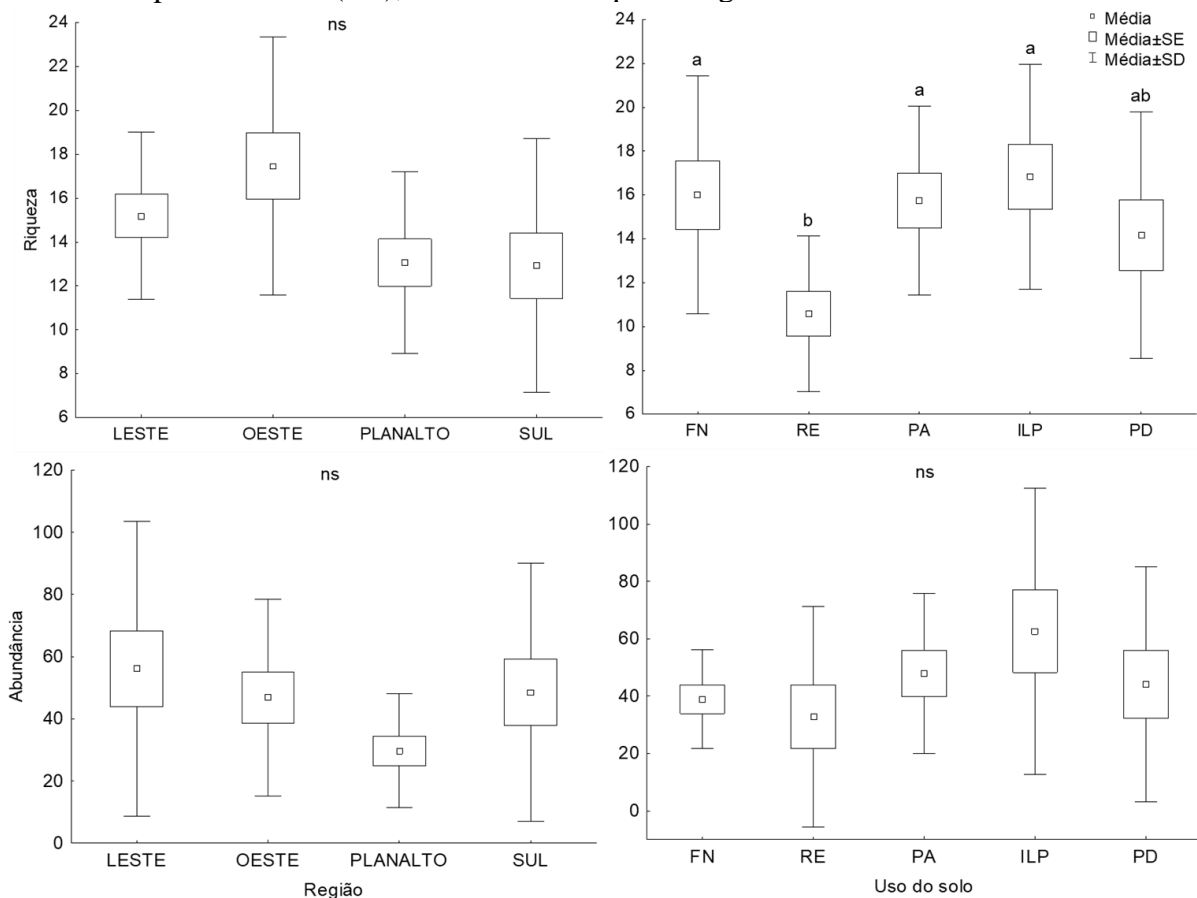 ns
Riqueza
24
22
20
18
16
14
12
10
8
6
LESTE OESTE PLANALTO SUL
Média
Média±SE
Média±SD
a b a a ab
24
22
20
18
16
14
12
10
8
6
FN RE PA ILP PD
ns
Abundância
120
100
80
60
40
20
0
LESTE OESTE PLANALTO SUL
Região
ns
120
100
80
60
40
20
0
FN RE PA ILP PD
Uso do solo